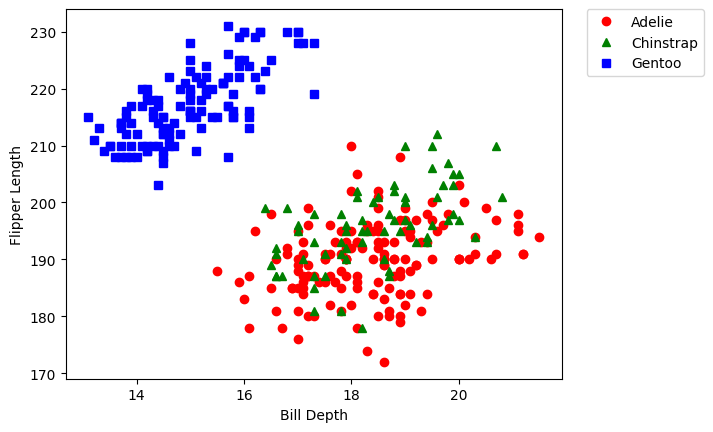 Adelie
Chinstrap
Gentoo
230
220
210
200
190
180
170
Flipper Length
14
16
18
20
Bill Depth